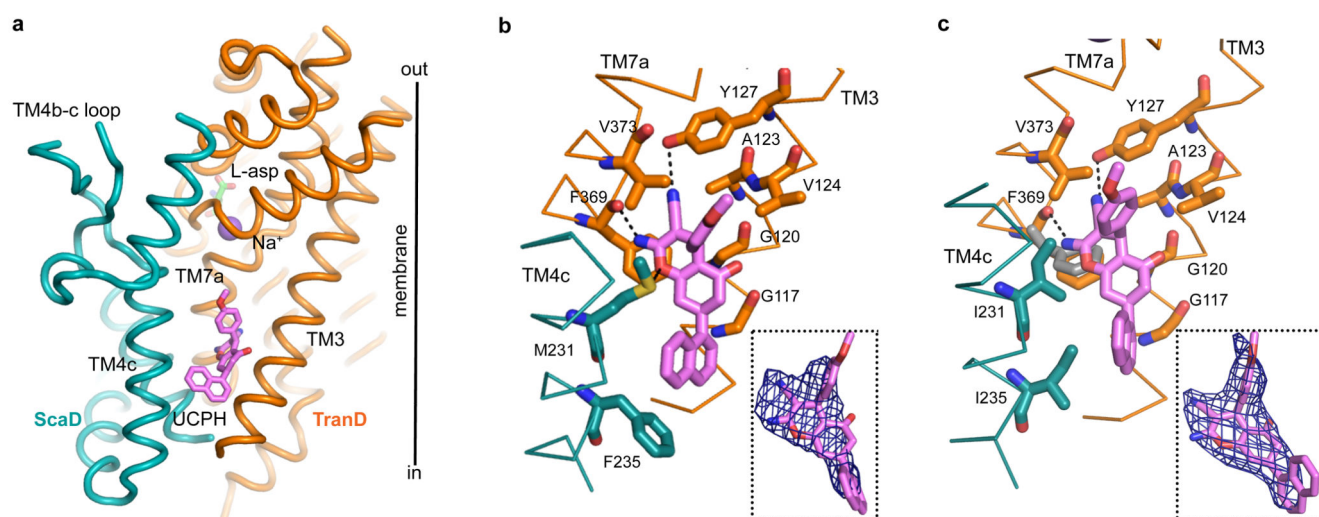 a
out
TM4b-c loop
L-asp
Na⁺
TM7a
membrane
TM3
TM4c
ScaD
UCPH
TranD
in
b
TM7a
Y127
TM3
V373
A123
V124
F369
G120
TM4c
G117
M231
F235
c
TM7a
TM3
Y127
V373
A123
V124
F369
TM4c
G120
G117
I231
I235